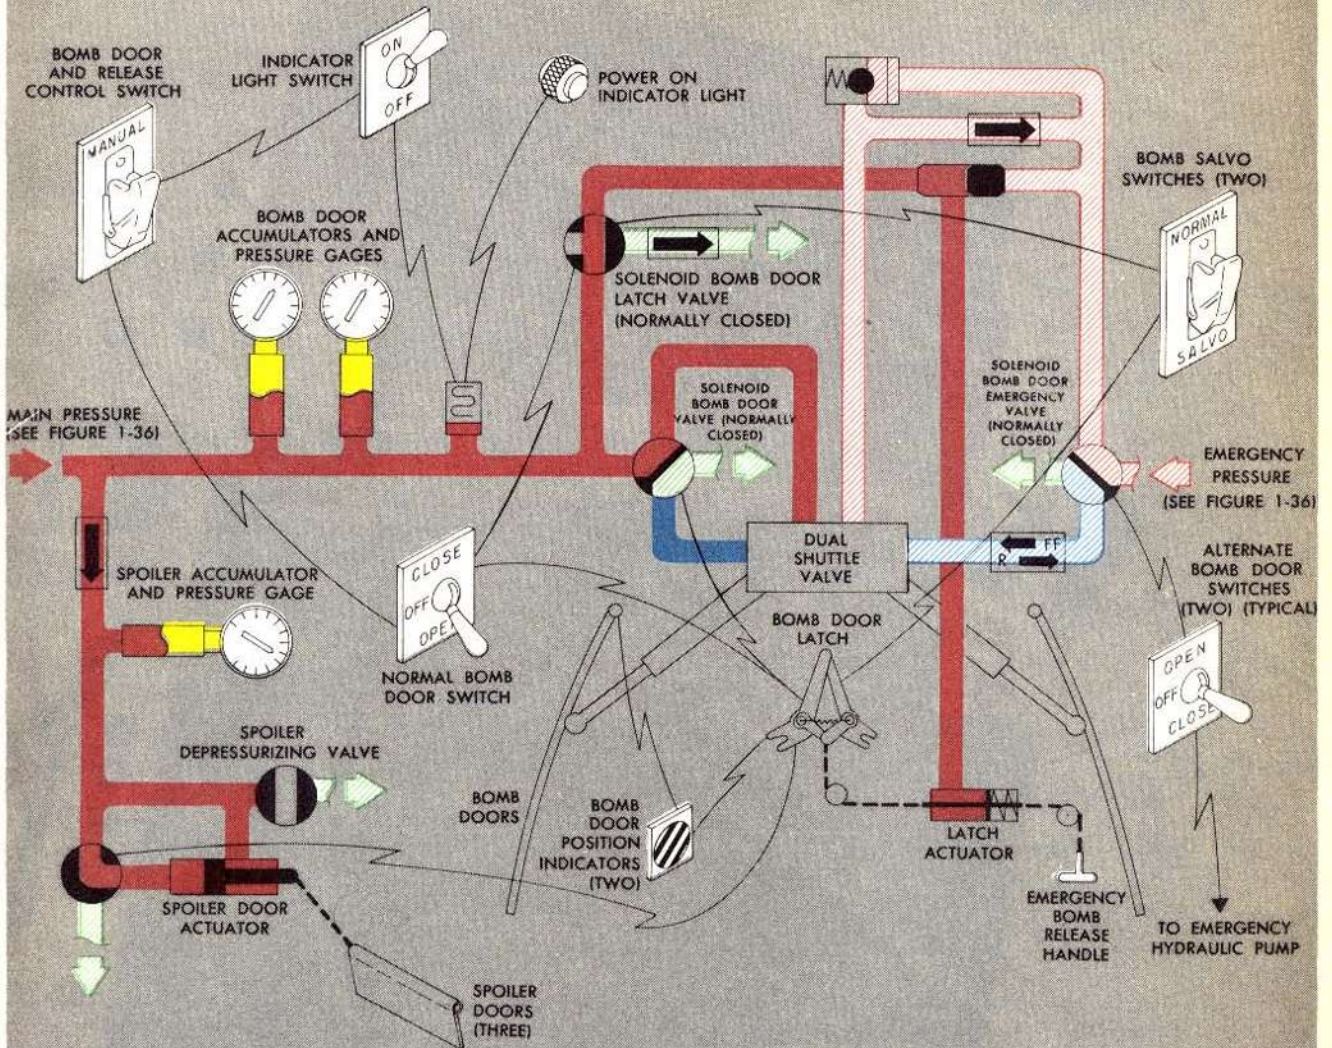 BOMB DOOR
AND RELEASE
CONTROL SWITCH
MANUAL
INDICATOR
LIGHT SWITCH
ON
OFF
POWER ON
INDICATOR LIGHT
BOMB SALVO
SWITCHES (TWO)
NORMAL
SALVO
BOMB DOOR
ACCUMULATORS AND
PRESSURE GAGES
SOLENOID BOMB DOOR
LATCH VALVE
(NORMALLY CLOSED)
SOLENOID
BOMB DOOR
VALVE (NORMALLY
CLOSED)
SOLENOID
BOMB DOOR
EMERGENCY
VALVE
(NORMALLY
CLOSED)
MAIN PRESSURE
(SEE FIGURE 1-36)
EMERGENCY
PRESSURE
(SEE FIGURE 1-36)
DUAL
SHUTTLE
VALVE
FF
R
ALTERNATE
BOMB DOOR
SWITCHES
(TWO) (TYPICAL)
OPEN
OFF
CLOSE
SPOILER ACCUMULATOR
AND PRESSURE GAGE
CLOSE
OFF
OPEN
NORMAL BOMB
DOOR SWITCH
BOMB DOOR
LATCH
SPOILER
DEPRESSURIZING VALVE
BOMB
DOORS
BOMB
DOOR
POSITION
INDICATORS
(TWO)
LATCH
ACTUATOR
EMERGENCY
BOMB
RELEASE
HANDLE
TO EMERGENCY
HYDRAULIC PUMP
SPOILER DOOR
ACTUATOR
SPOILER
DOORS
(THREE)